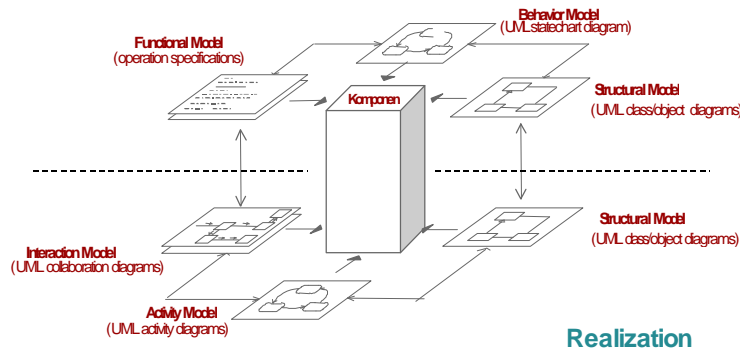 Behavior Model
(UML statechart diagram)
Functional Model
(operation specifications)
Komponen
Structural Model
(UML class/object diagrams)
Structural Model
(UML class/object diagrams)
Interaction Model
(UML collaboration diagrams)
Activity Model
(UML activity diagrams)
Realization